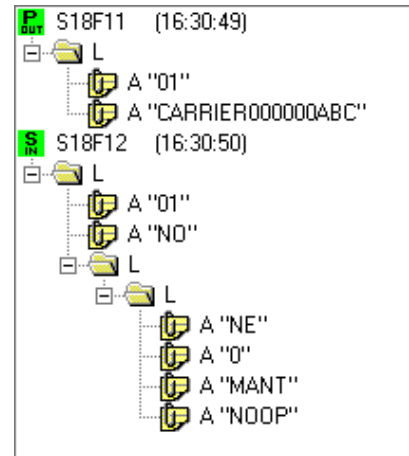 P OUT S18F11 (16:30:49)
L
A "01"
A "CARRIER000000ABC"
S IN S18F12 (16:30:50)
L
A "01"
A "NO"
L
L
A "NE"
A "0"
A "MANT"
A "NOOP"